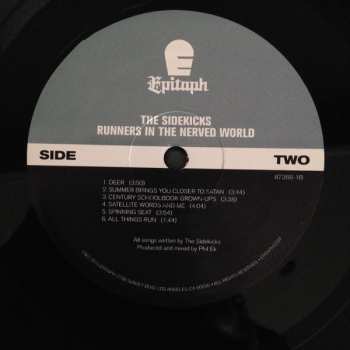 Epitaph
THE SIDEKICKS
RUNNERS IN THE NERVED WORLD
SIDE TWO
87366-1B
1. DEER (3:50)
2. SUMMER BRINGS YOU CLOSER TO SATAN (3:44)
3. CENTURY SCHOOLBOOK GROWN-UPS (3:38)
4. SATELLITE WORDS AND ME (4:04)
5. SPINNING SEAT (3:54)
6. ALL THINGS RUN (1:44)
All songs written by The Sidekicks
Produced and mixed by Phil Ek